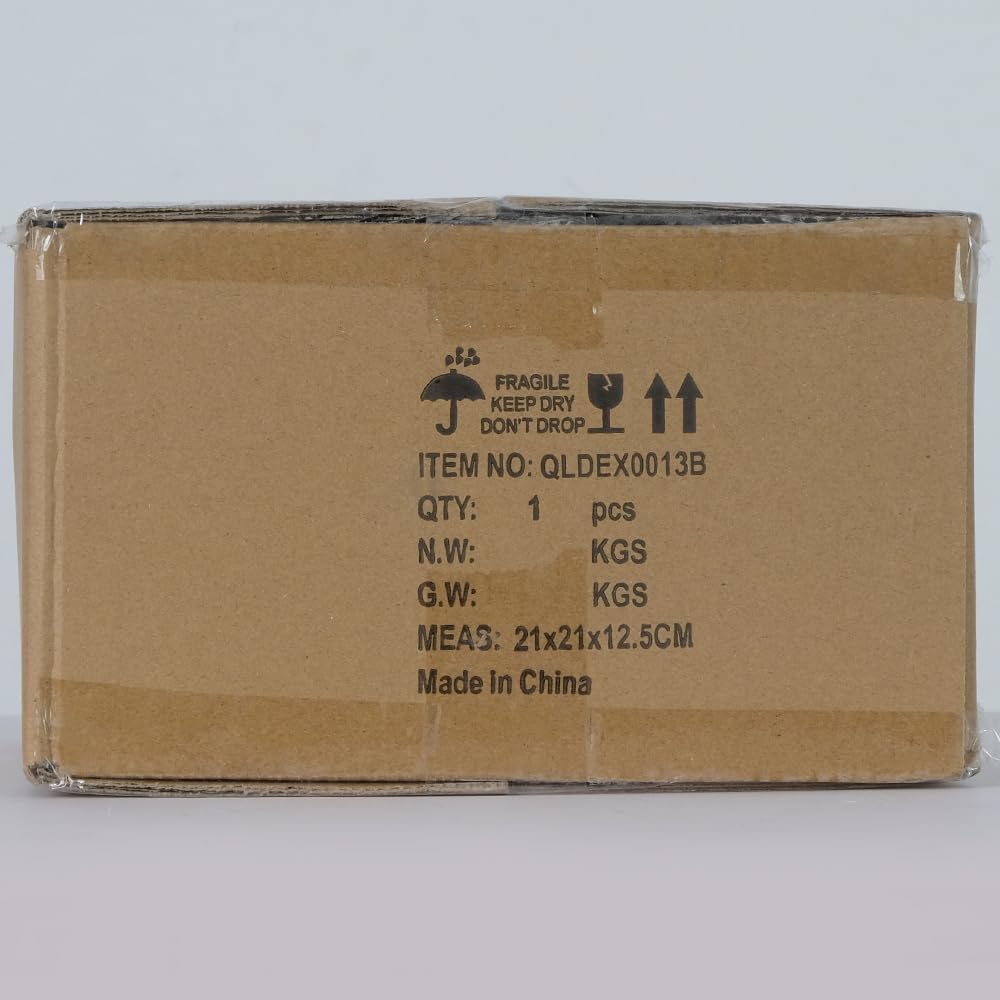 FRAGILE
KEEP DRY
DON'T DROP
ITEM NO: QLDEX0013B
QTY: 1 pcs
N.W: KGS
G.W: KGS
MEAS: 21x21x12.5CM
Made in China